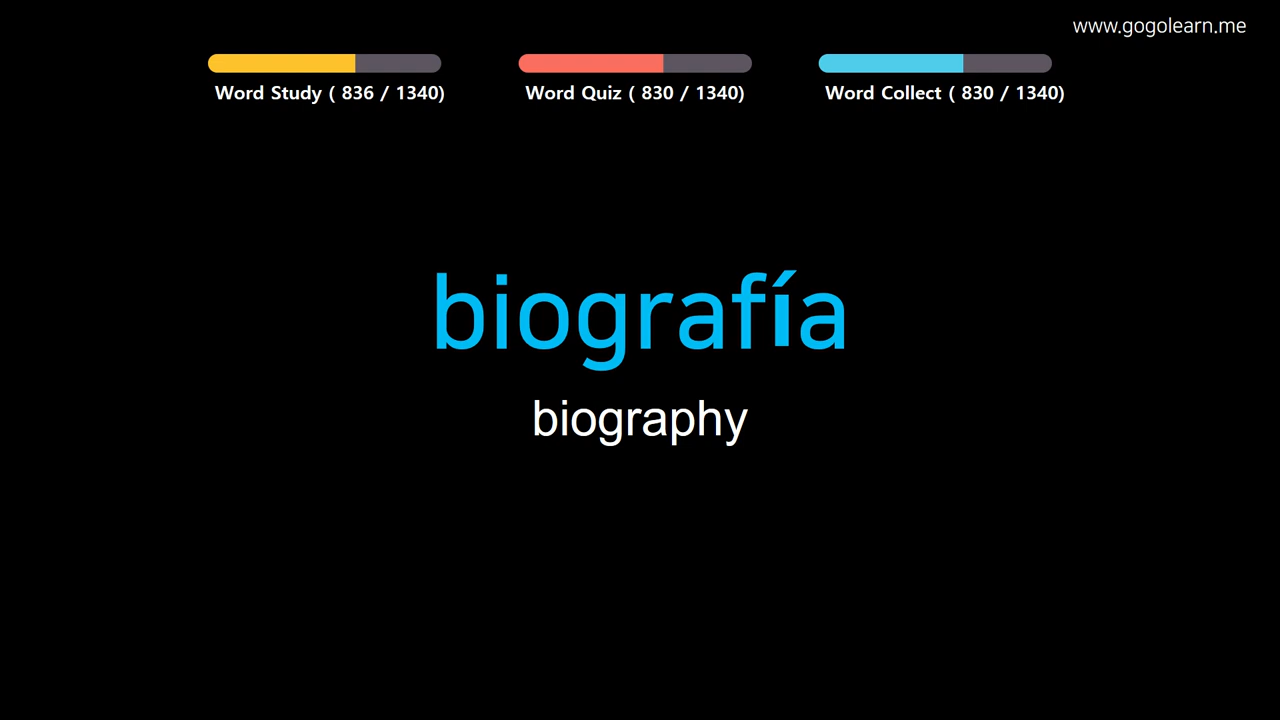 www.gogolearn.me
Word Study ( 836 / 1340)
Word Quiz ( 830 / 1340)
Word Collect ( 830 / 1340)
biografía
biography